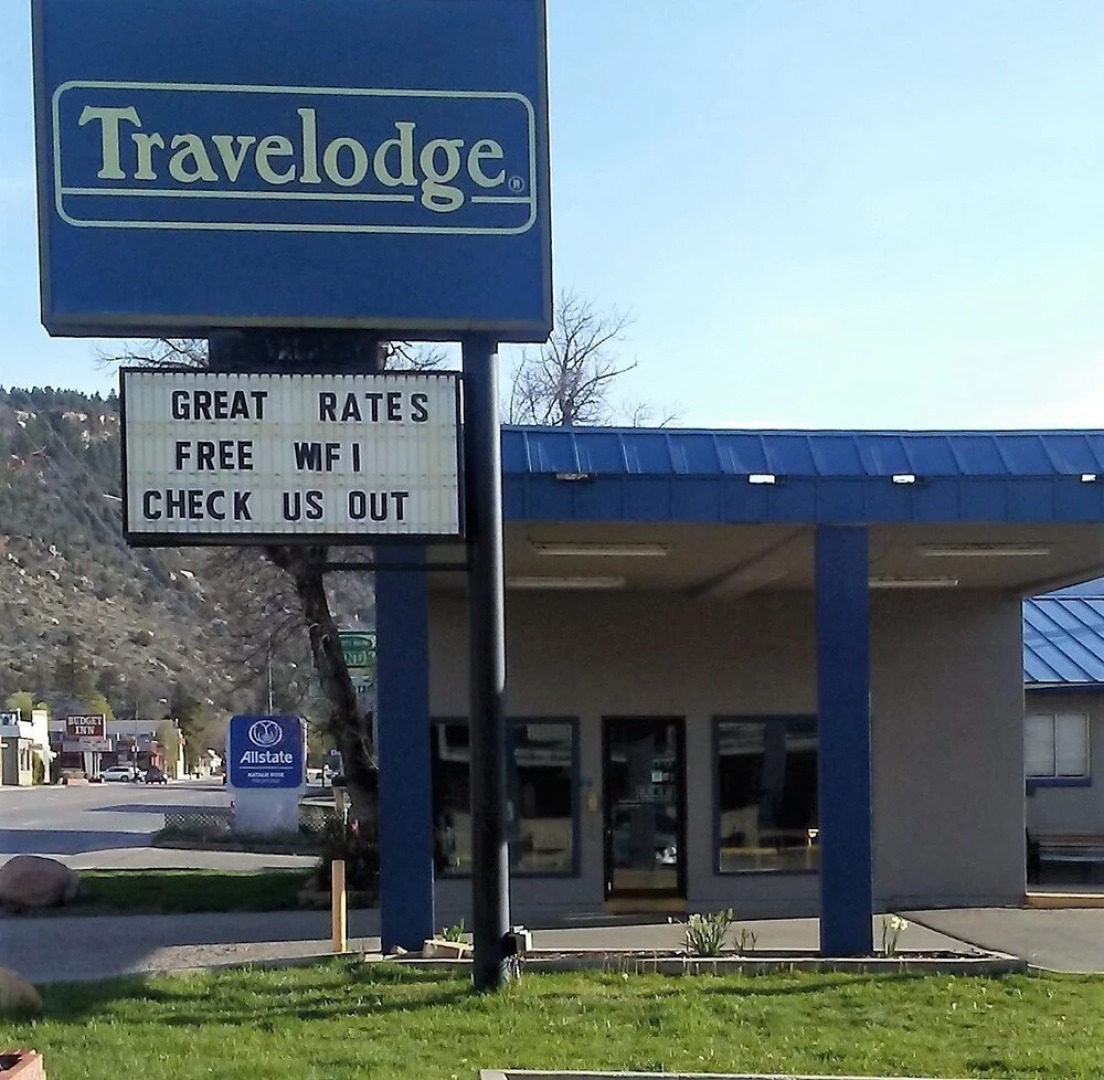 Travelodge®
GREAT RATES
FREE WIFI
CHECK US OUT
BUDGET
INN
Allstate